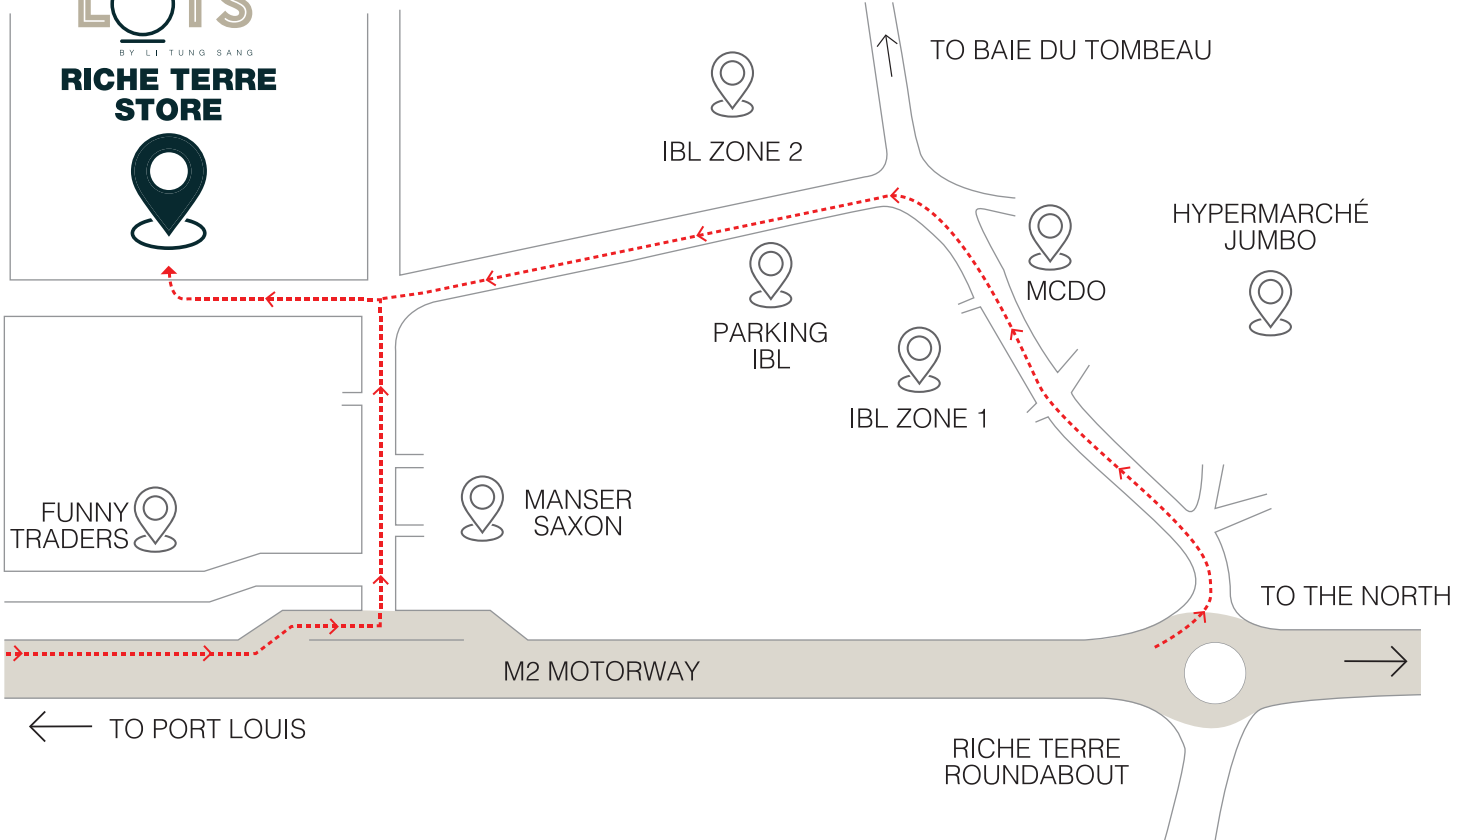 LOTS
BY LI TUNG SANG
RICHE TERRE
STORE
TO BAIE DU TOMBEAU
IBL ZONE 2
HYPERMARCHÉ
JUMBO
MCDO
PARKING
IBL
IBL ZONE 1
FUNNY
TRADERS
MANSER
SAXON
TO THE NORTH
M2 MOTORWAY
TO PORT LOUIS
RICHE TERRE
ROUNDABOUT